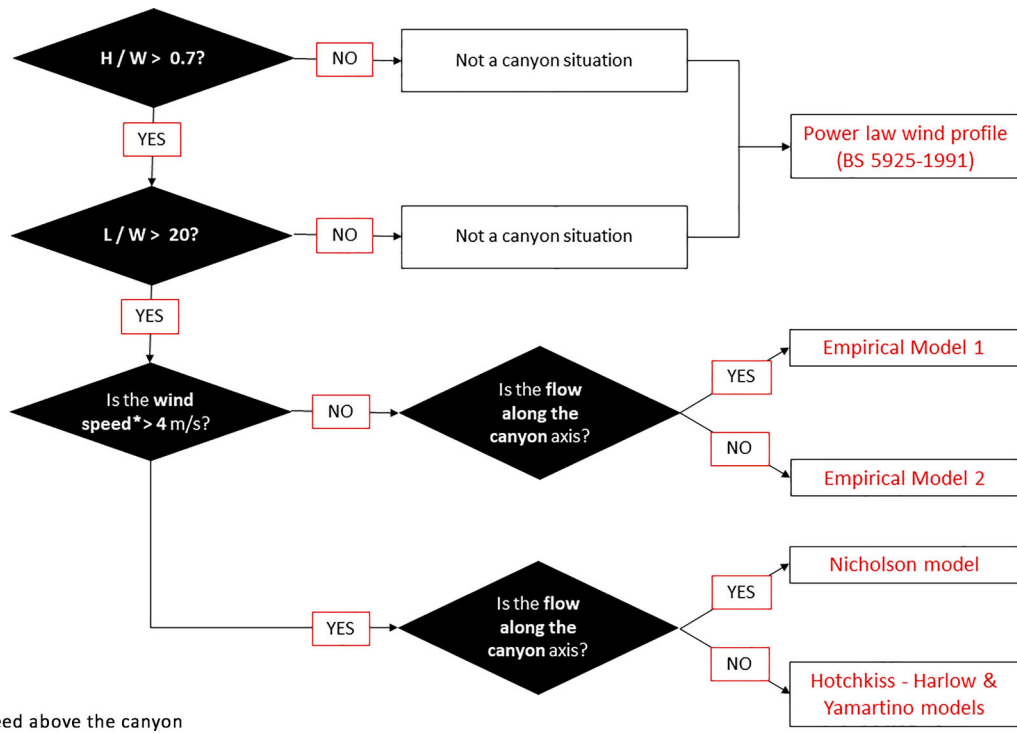 H / W > 0.7?
NO
Not a canyon situation
YES
Power law wind profile
(BS 5925-1991)
L / W > 20?
NO
Not a canyon situation
YES
Is the wind
speed* > 4 m/s?
NO
Is the flow
along the
canyon axis?
YES
Empirical Model 1
NO
Empirical Model 2
YES
Is the flow
along the
canyon axis?
YES
Nicholson model
NO
Hotchkiss - Harlow &
Yamartino models
above the canyon